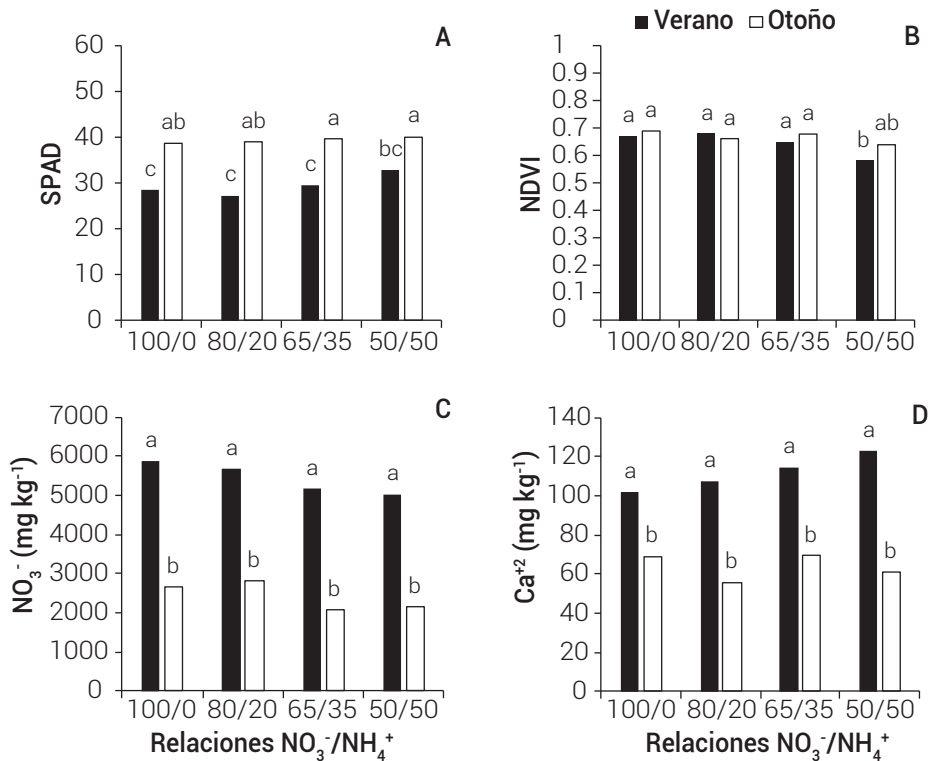 ■ Verano □ Otoño
A
SPAD
60
50
40
30
20
10
0
c ab c ab c a bc a
100/0 80/20 65/35 50/50
B
NDVI
1
0.9
0.8
0.7
0.6
0.5
0.4
0.3
0.2
0.1
0
a a a a a a b ab
100/0 80/20 65/35 50/50
C
NO₃⁻ (mg kg⁻¹)
7000
6000
5000
4000
3000
2000
1000
0
a b a b a b a b
100/0 80/20 65/35 50/50
Relaciones NO₃⁻/NH₄⁺
D
Ca⁺² (mg kg⁻¹)
140
120
100
80
60
40
20
0
a b a b a b a b
100/0 80/20 65/35 50/50
Relaciones NO₃⁻/NH₄⁺